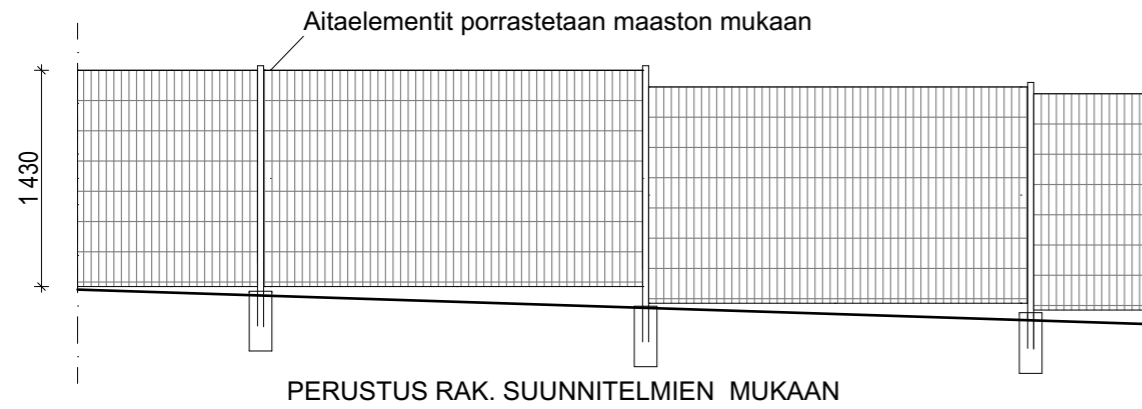 Aitaelementit porrastetaan maaston mukaan
1 430
PERUSTUS RAK. SUUNNITELMIEN MUKAAN